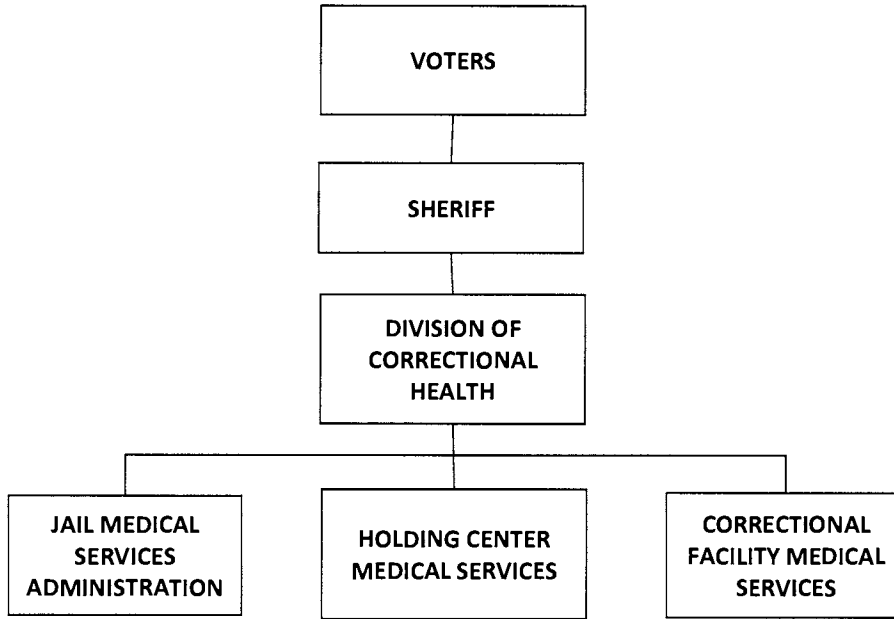 VOTERS
SHERIFF
DIVISION OF
CORRECTIONAL
HEALTH
JAIL MEDICAL
SERVICES
ADMINISTRATION
HOLDING CENTER
MEDICAL SERVICES
CORRECTIONAL
FACILITY MEDICAL
SERVICES